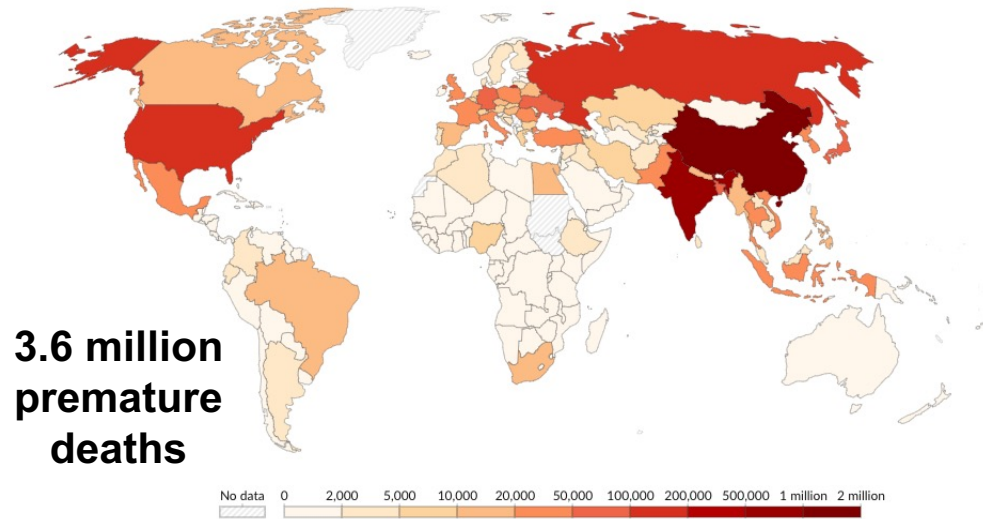 3.6 million
premature
deaths
No data 0 2,000 5,000 10,000 20,000 50,000 100,000 200,000 500,000 1 million 2 million